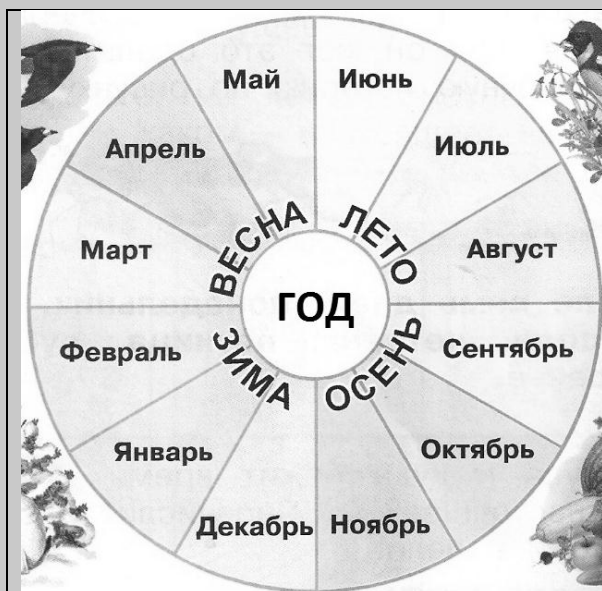 Май
Июнь
Апрель
Июль
Март
ВЕСНА
ЛЕТО
Август
ГОД
Февраль
ЗИМА
ОСЕНЬ
Сентябрь
Январь
Октябрь
Декабрь
Ноябрь